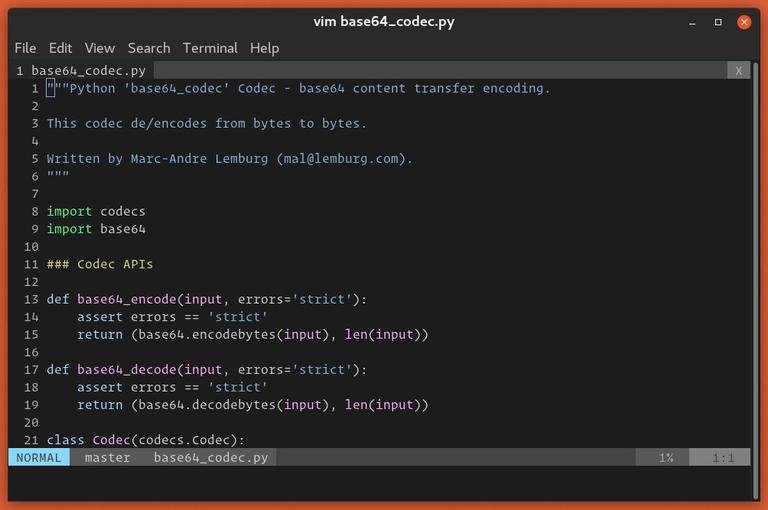 vim base64_codec.py
File Edit View Search Terminal Help
1 base64_codec.py X
1 """Python 'base64_codec' Codec - base64 content transfer encoding.
2
3 This codec de/encodes from bytes to bytes.
4
5 Written by Marc-Andre Lemburg (mal@lemburg.com).
6 """
7
8 import codecs
9 import base64
10
11 ### Codec APIs
12
13 def base64_encode(input, errors='strict'):
14     assert errors == 'strict'
15     return (base64.encodebytes(input), len(input))
16
17 def base64_decode(input, errors='strict'):
18     assert errors == 'strict'
19     return (base64.decodebytes(input), len(input))
20
21 class Codec(codecs.Codec):
NORMAL master base64_codec.py 1% 1:1